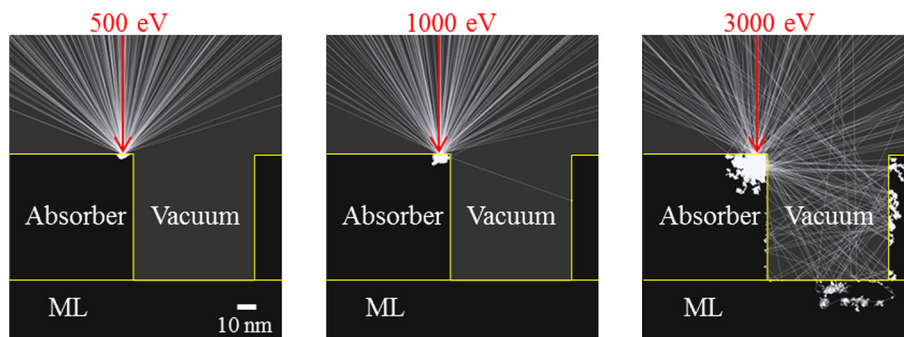 500 eV
1000 eV
3000 eV
Absorber
Vacuum
Absorber
Vacuum
Absorber
Vacuum
ML
10 nm
ML
ML